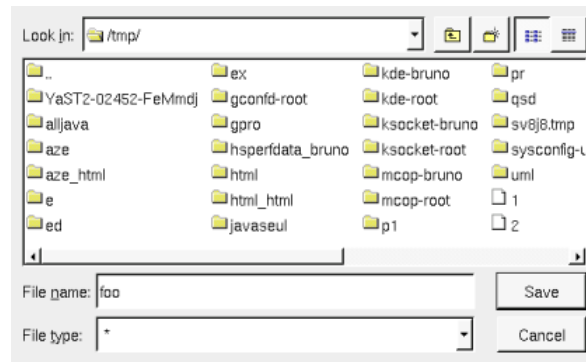 Look in: /tmp/
.. ex kde-bruno pr
YaST2-02452-FeMmdj gconfd-root kde-root qsd
alljava gpro ksocket-bruno sv8j8.tmp
aze hsperfdata_bruno ksocket-root sysconfig-u
aze_html html mcop-bruno uml
e html_html mcop-root 1
ed javaseul p1 2
File name: foo Save
File type: * Cancel